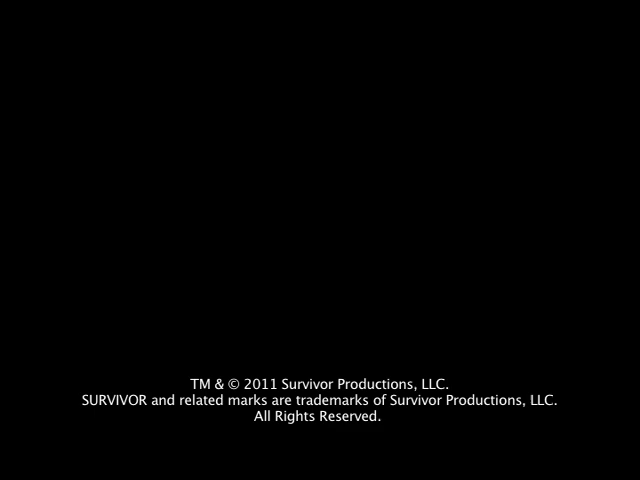 TM & © 2011 Survivor Productions, LLC.
SURVIVOR and related marks are trademarks of Survivor Productions, LLC.
All Rights Reserved.